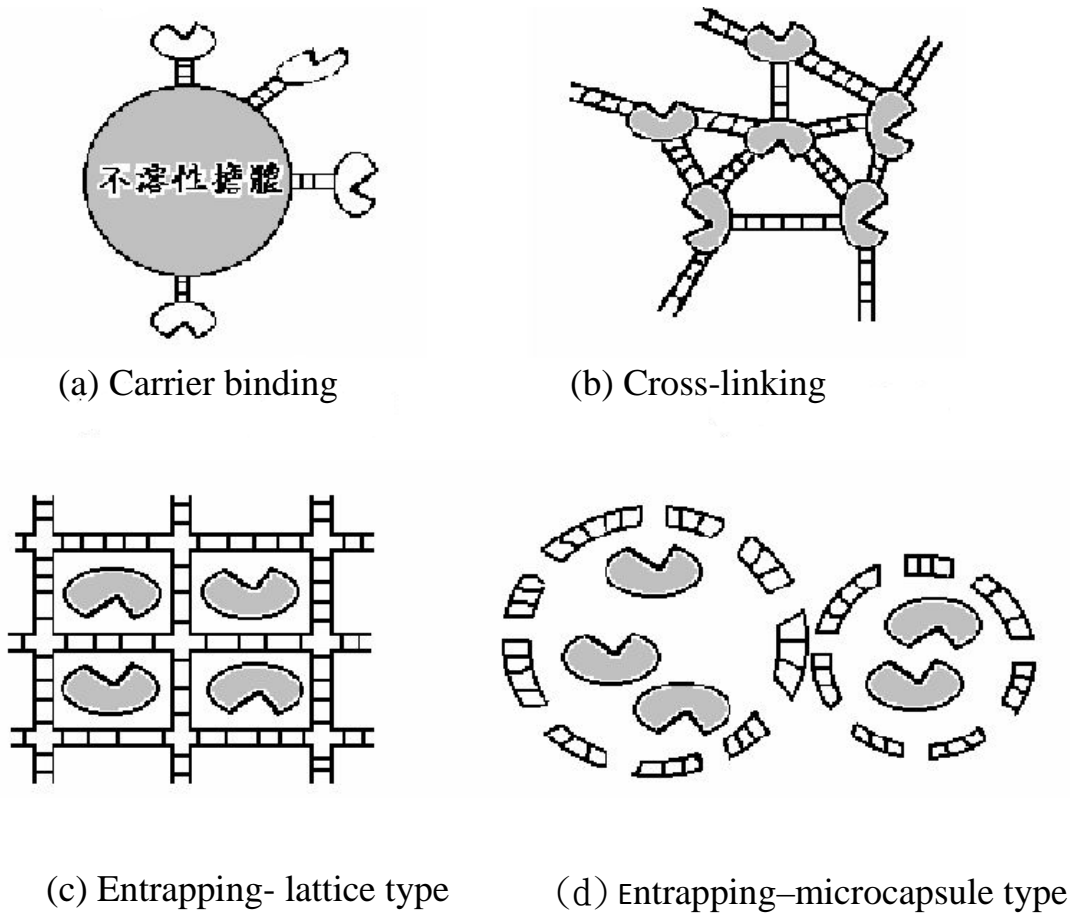 不溶性擔體
(a) Carrier binding
(b) Cross-linking
(c) Entrapping- lattice type
(d) Entrapping–microcapsule type